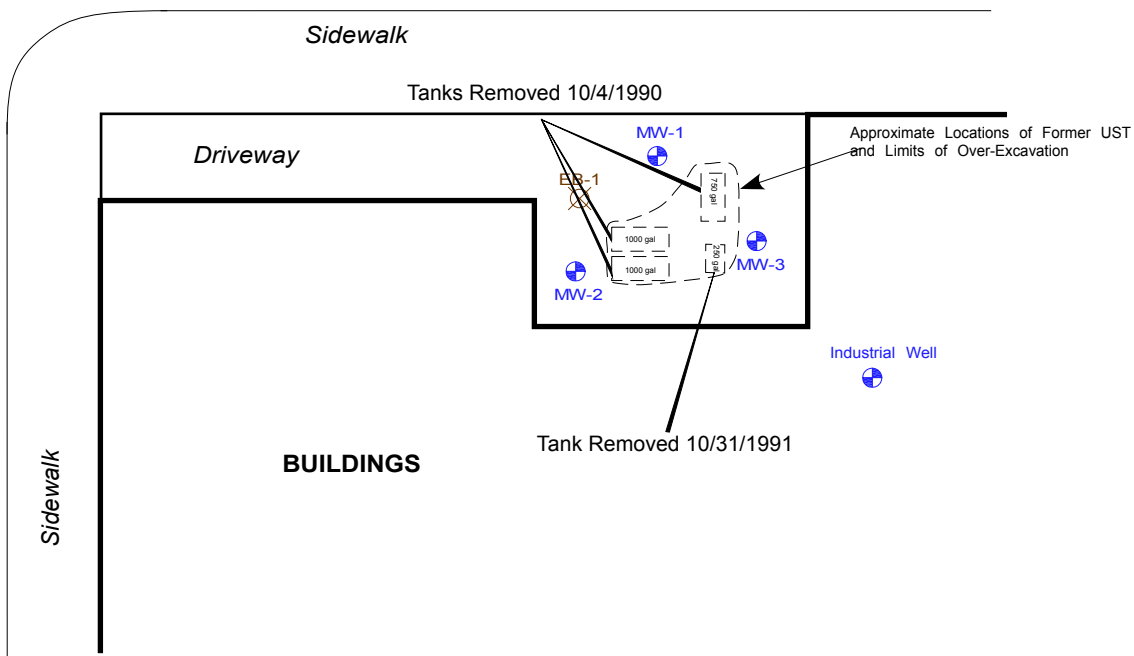 Sidewalk
Tanks Removed 10/4/1990
MW-1
Approximate Locations of Former UST
and Limits of Over-Excavation
Driveway
EB-1
750 gal
1000 gal
1000 gal
250 gal
MW-3
MW-2
Industrial Well
Tank Removed 10/31/1991
BUILDINGS
Sidewalk